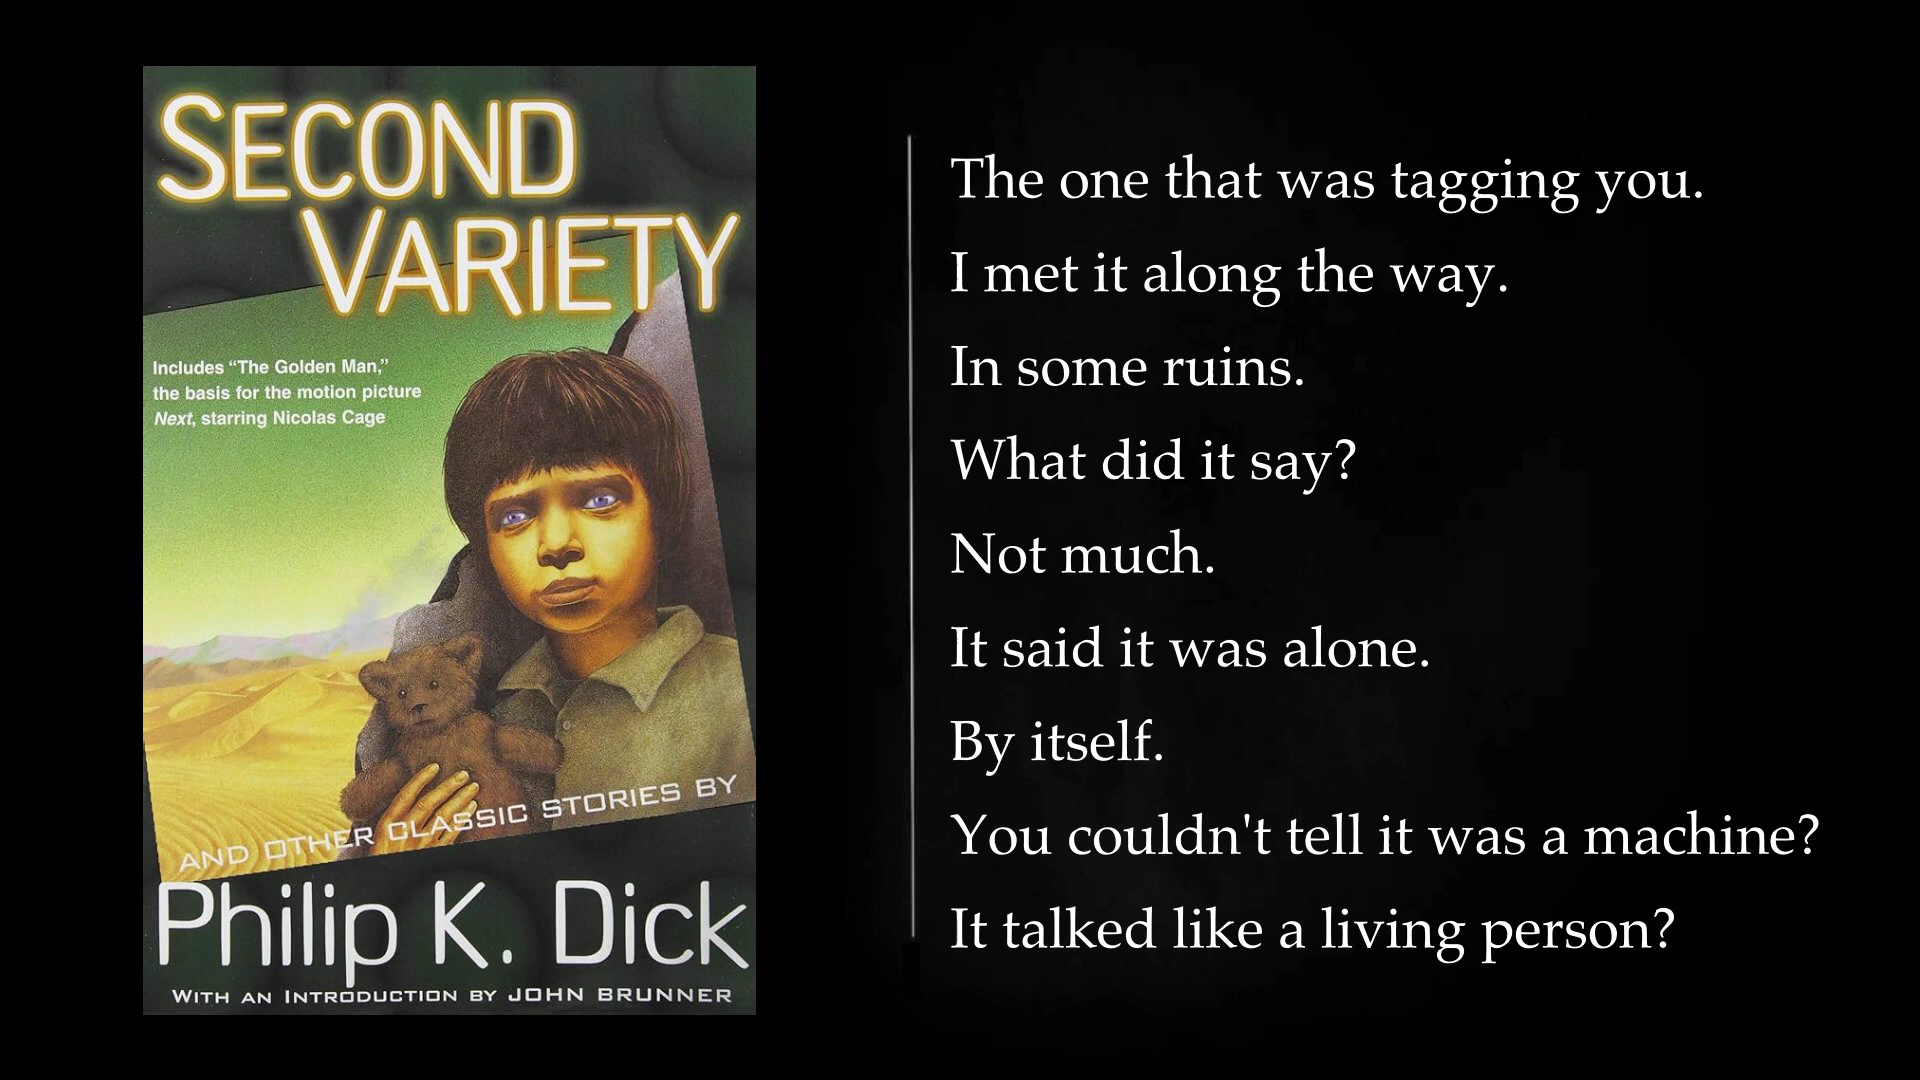 SECOND
VARIETY
Includes “The Golden Man,”
the basis for the motion picture
Next, starring Nicolas Cage
AND OTHER CLASSIC STORIES BY
Philip K. Dick
WITH AN INTRODUCTION BY JOHN BRUNNER
The one that was tagging you.
I met it along the way.
In some ruins.
What did it say?
Not much.
It said it was alone.
By itself.
You couldn't tell it was a machine?
It talked like a living person?